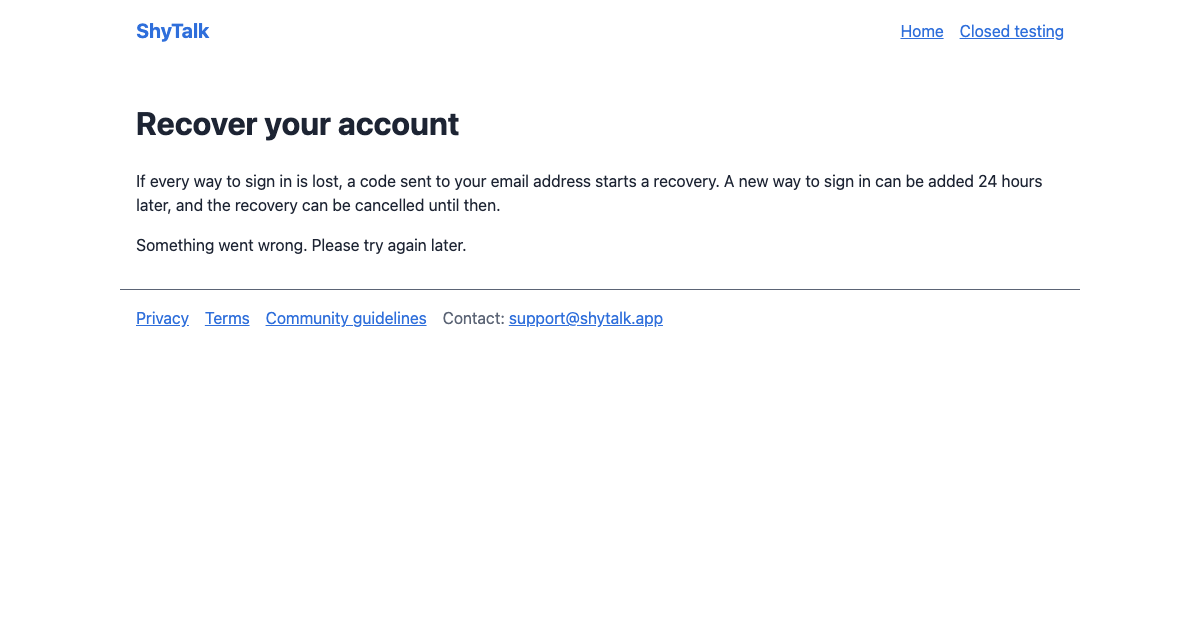 ShyTalk
Home Closed testing
Recover your account
If every way to sign in is lost, a code sent to your email address starts a recovery. A new way to sign in can be added 24 hours
later, and the recovery can be cancelled until then.
Something went wrong. Please try again later.
Privacy Terms Community guidelines Contact: support@shytalk.app